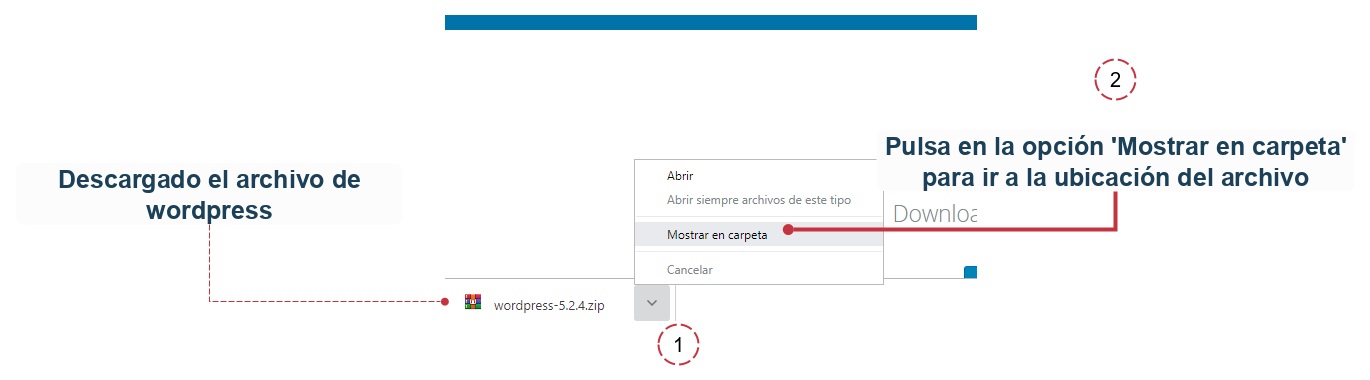 2
Pulsa en la opción 'Mostrar en carpeta'
para ir a la ubicación del archivo
Descargado el archivo de
wordpress
Abrir
Abrir siempre archivos de este tipo
Mostrar en carpeta
Cancelar
Downloa
wordpress-5.2.4.zip
1